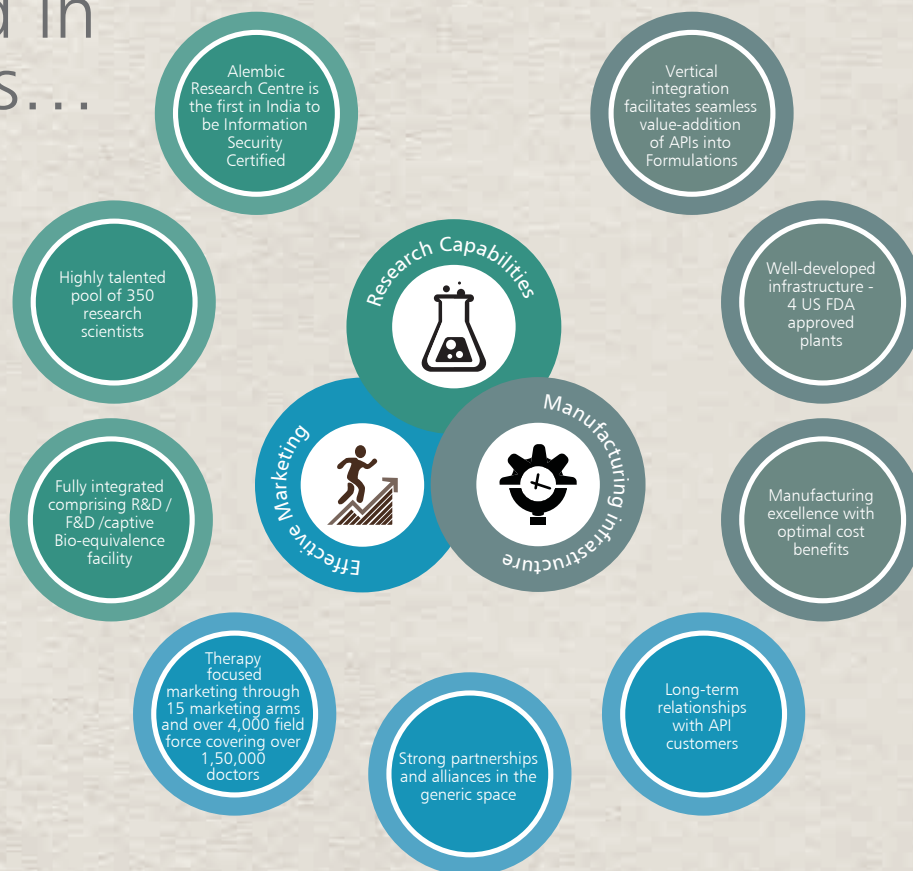 d in
s...
Alembic
Research Centre is
the first in India to
be Information
Security
Certified
Vertical
integration
facilitates seamless
value-addition
of APIs into
Formulations
Highly talented
pool of 350
research
scientists
Research Capabilities
Well-developed
infrastructure -
4 US FDA
approved
plants
Effective Marketing
Manufacturing infrastructure
Fully integrated
comprising R&D /
F&D /captive
Bio-equivalence
facility
Manufacturing
excellence with
optimal cost
benefits
Therapy
focused
marketing through
15 marketing arms
and over 4,000 field
force covering over
1,50,000
doctors
Strong partnerships
and alliances in the
generic space
Long-term
relationships
with API
customers